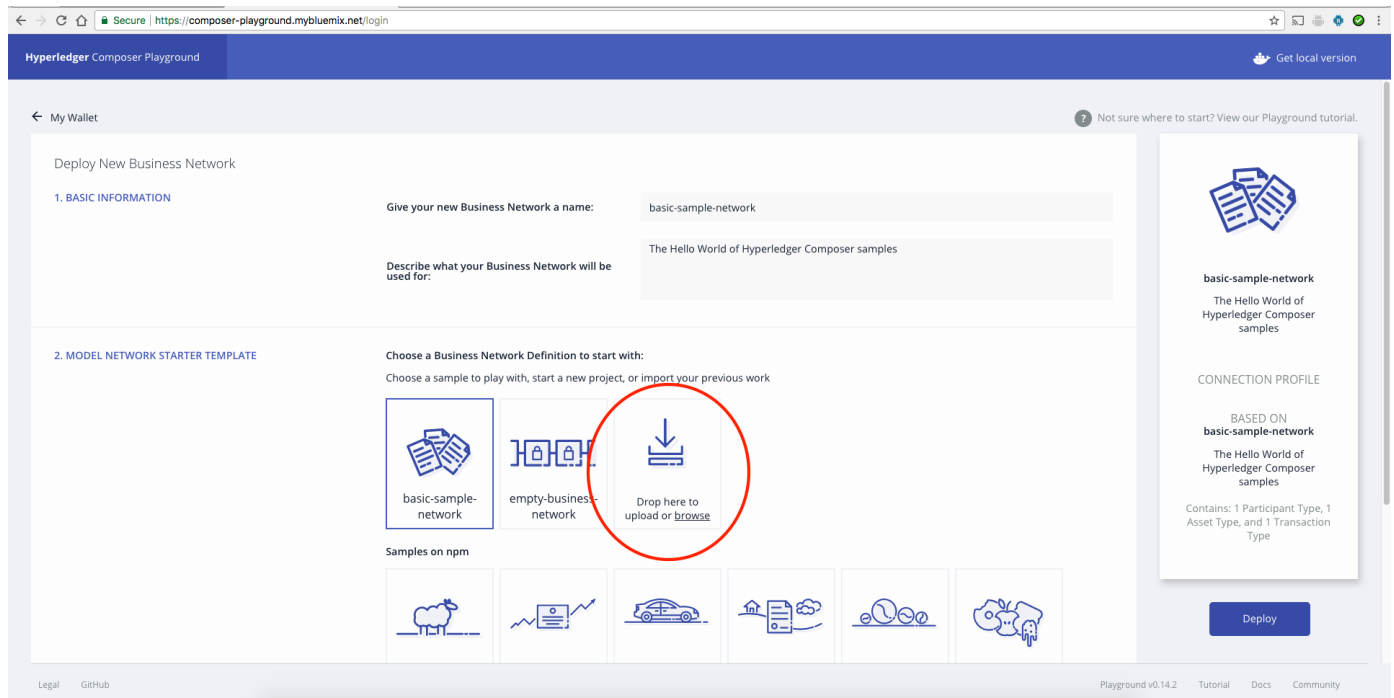 Secure | https://composer-playground.mybluemix.net/login
Hyperledger Composer Playground
Get local version
My Wallet
? Not sure where to start? View our Playground tutorial.
Deploy New Business Network
1. BASIC INFORMATION
Give your new Business Network a name:
basic-sample-network
Describe what your Business Network will be
used for:
The Hello World of Hyperledger Composer samples
2. MODEL NETWORK STARTER TEMPLATE
Choose a Business Network Definition to start with:
Choose a sample to play with, start a new project, or import your previous work
basic-sample-
network
empty-business-
network
Drop here to
upload or browse
Samples on npm
basic-sample-network
The Hello World of
Hyperledger Composer
samples
CONNECTION PROFILE
BASED ON
basic-sample-network
The Hello World of
Hyperledger Composer
samples
Contains: 1 Participant Type, 1
Asset Type, and 1 Transaction
Type
Deploy
Legal GitHub
Playground v0.14.2 Tutorial Docs Community